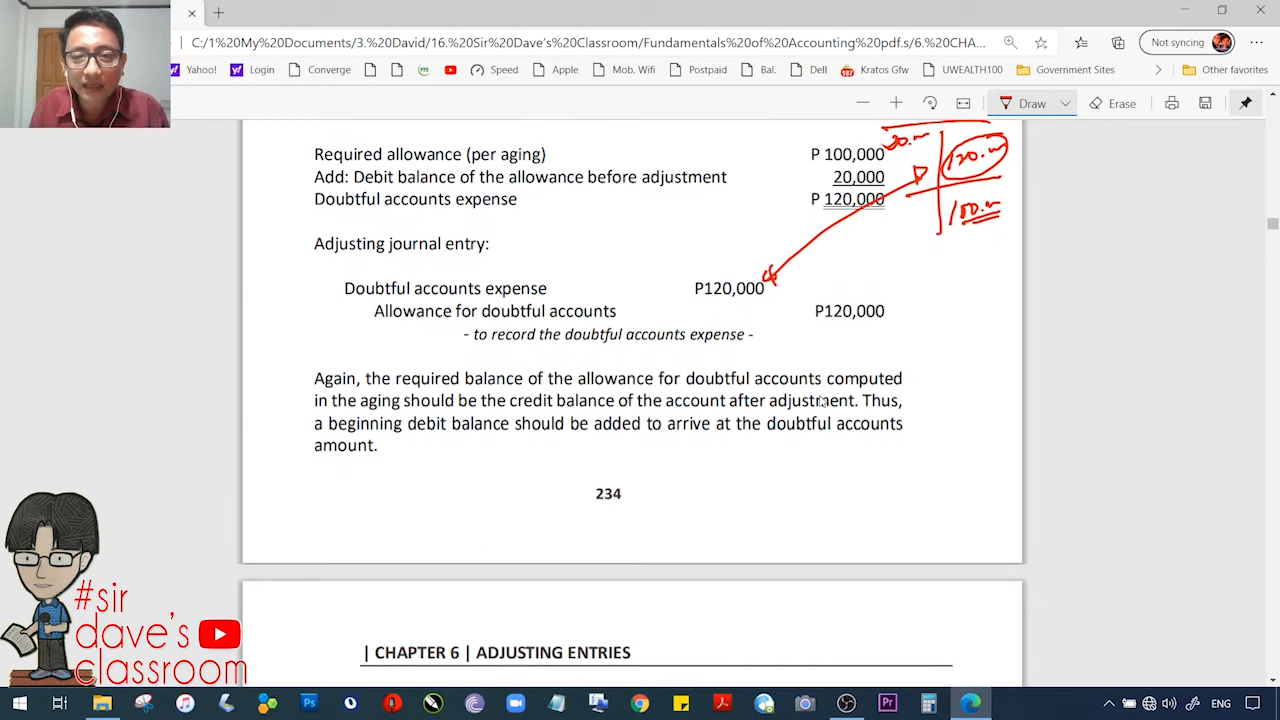 C:/1%20My%20Documents/3.%20David/16.%20Sir%20Dave's%20Classroom/Fundamentals%20of%20Accounting%20pdf.s/6.%20CHA...
Not syncing
Yahoo!
Login
Converge
Speed
Apple
Mob. Wifi
Postpaid
Bal.
Dell
Kratos Gfw
UWEALTH100
Government Sites
Other favorites
Draw
Erase
20.
120.
100.
Required allowance (per aging) P 100,000
Add: Debit balance of the allowance before adjustment 20,000
Doubtful accounts expense P 120,000
Adjusting journal entry:
Doubtful accounts expense P120,000
Allowance for doubtful accounts P120,000
- to record the doubtful accounts expense -
Again, the required balance of the allowance for doubtful accounts computed
in the aging should be the credit balance of the account after adjustment. Thus,
a beginning debit balance should be added to arrive at the doubtful accounts
amount.
234
#sir
dave's
classroom
| CHAPTER 6 | ADJUSTING ENTRIES
ENG